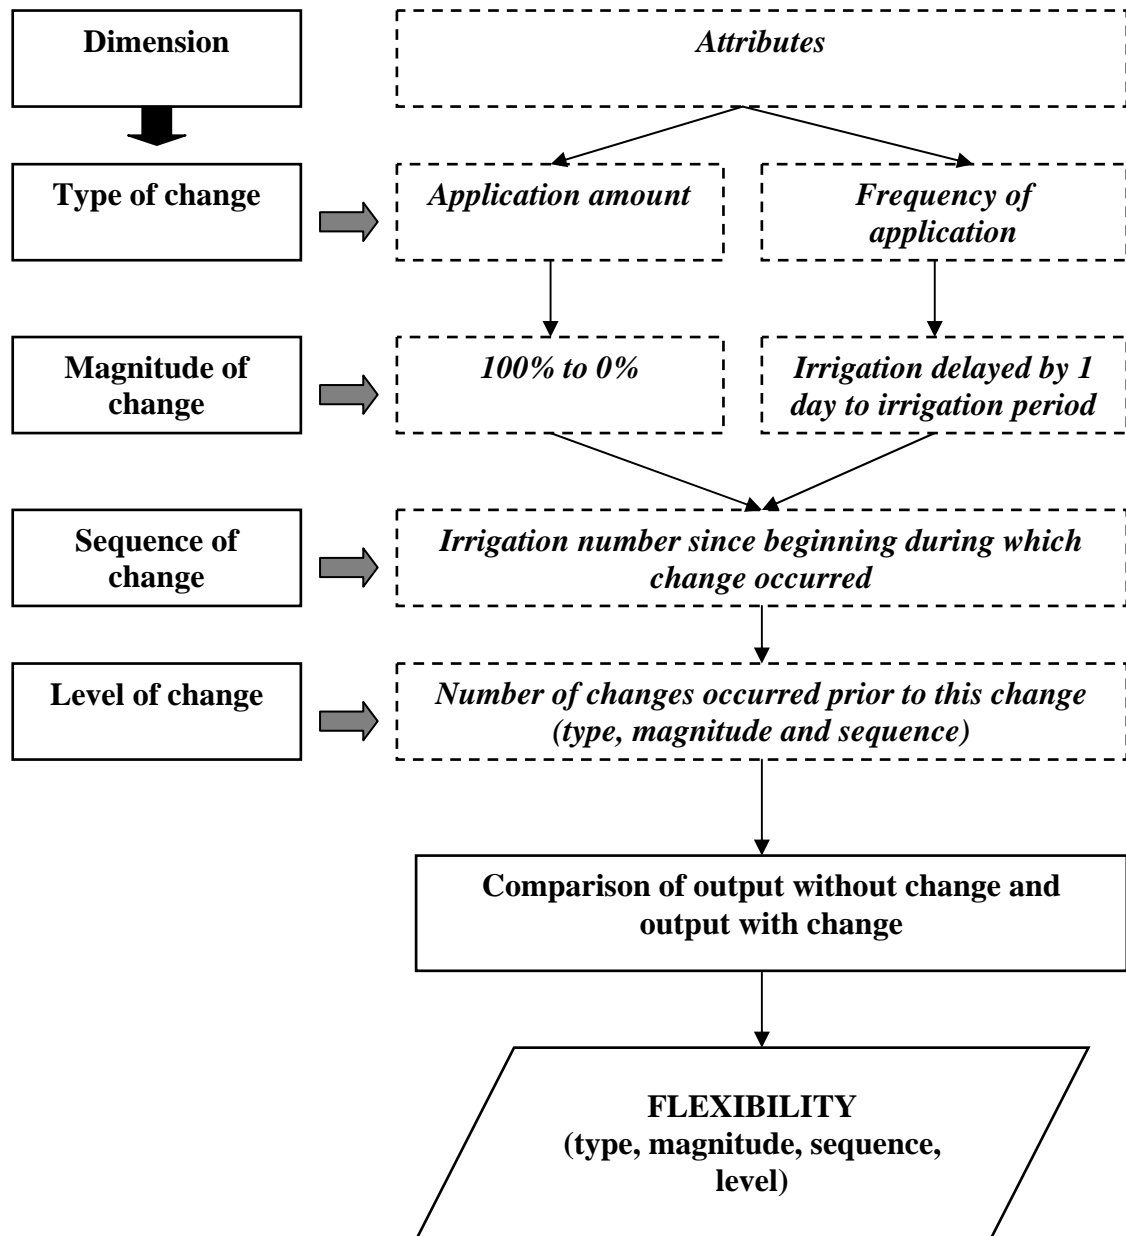 Dimension
Attributes
Type of change
Application amount
Frequency of
application
Magnitude of
change
100% to 0%
Irrigation delayed by 1
day to irrigation period
Sequence of
change
Irrigation number since beginning during which
change occurred
Level of change
Number of changes occurred prior to this change
(type, magnitude and sequence)
Comparison of output without change and
output with change
FLEXIBILITY
(type, magnitude, sequence,
level)